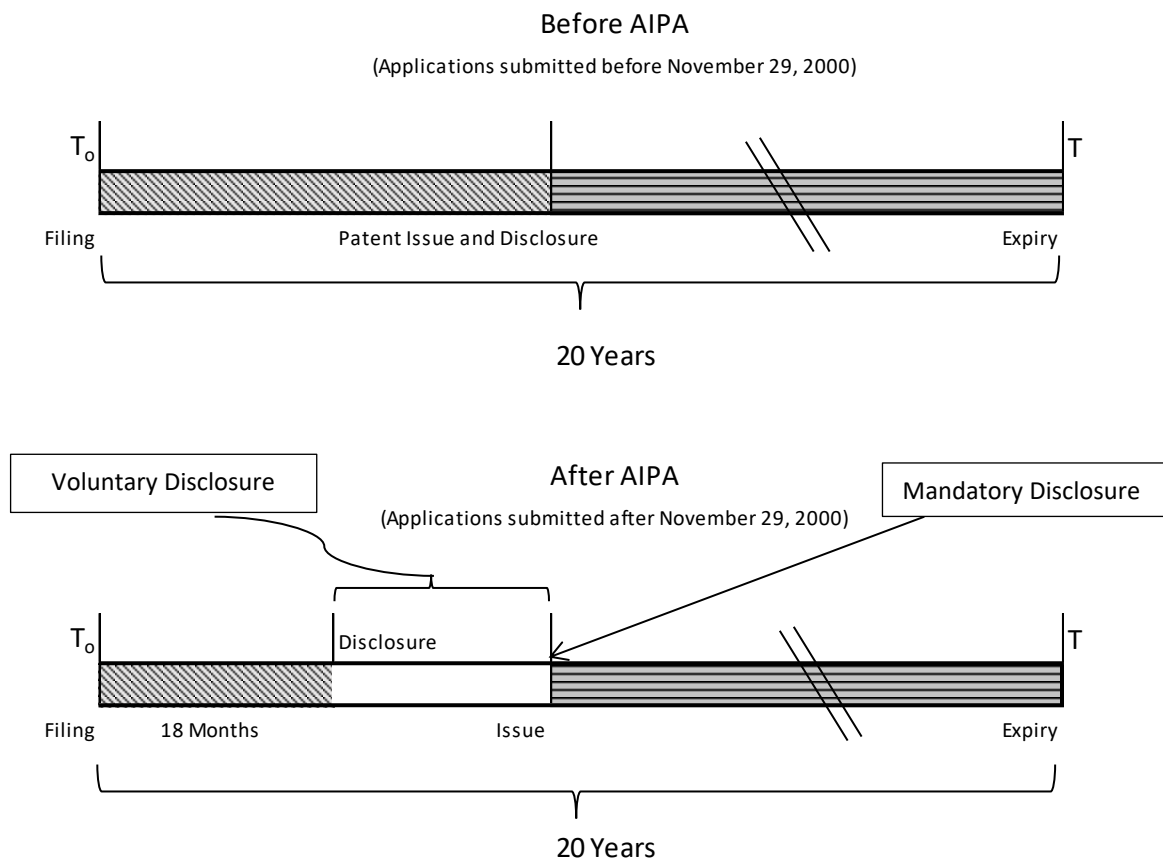 Before AIPA
(Applications submitted before November 29, 2000)
To
T
Filing
Patent Issue and Disclosure
Expiry
20 Years
Voluntary Disclosure
After AIPA
Mandatory Disclosure
(Applications submitted after November 29, 2000)
To
Disclosure
T
Filing
18 Months
Issue
Expiry
20 Years